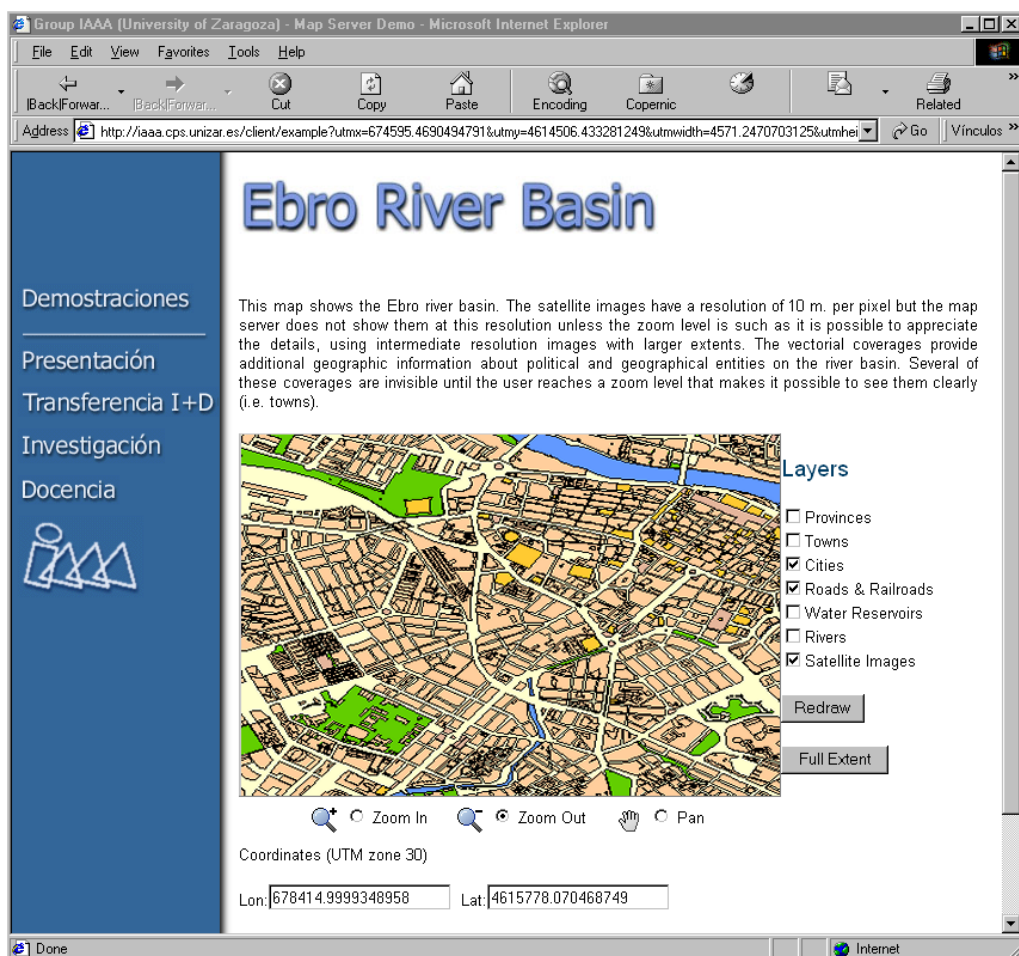 Group IAAA (University of Zaragoza) - Map Server Demo - Microsoft Internet Explorer
File Edit View Favorites Tools Help
|Back|Forwar... |Back|Forwar... Cut Copy Paste Encoding Copernic Related
Address http://iaaa.cps.unizar.es/client/example?utmx=674595.4690494791&utmy=4614506.433281249&utmwidth=4571.2470703125&utmhei Go Vínculos »
Ebro River Basin
Demostraciones
Presentación
Transferencia I+D
Investigación
Docencia
This map shows the Ebro river basin. The satellite images have a resolution of 10 m. per pixel but the map
server does not show them at this resolution unless the zoom level is such as it is possible to appreciate
the details, using intermediate resolution images with larger extents. The vectorial coverages provide
additional geographic information about political and geographical entities on the river basin. Several of
these coverages are invisible until the user reaches a zoom level that makes it possible to see them clearly
(i.e. towns).
Layers
Provinces
Towns
Cities
Roads & Railroads
Water Reservoirs
Rivers
Satellite Images
Redraw
Full Extent
Zoom In Zoom Out Pan
Coordinates (UTM zone 30)
Lon: 678414.9999348958 Lat: 4615778.070468749
Done Internet